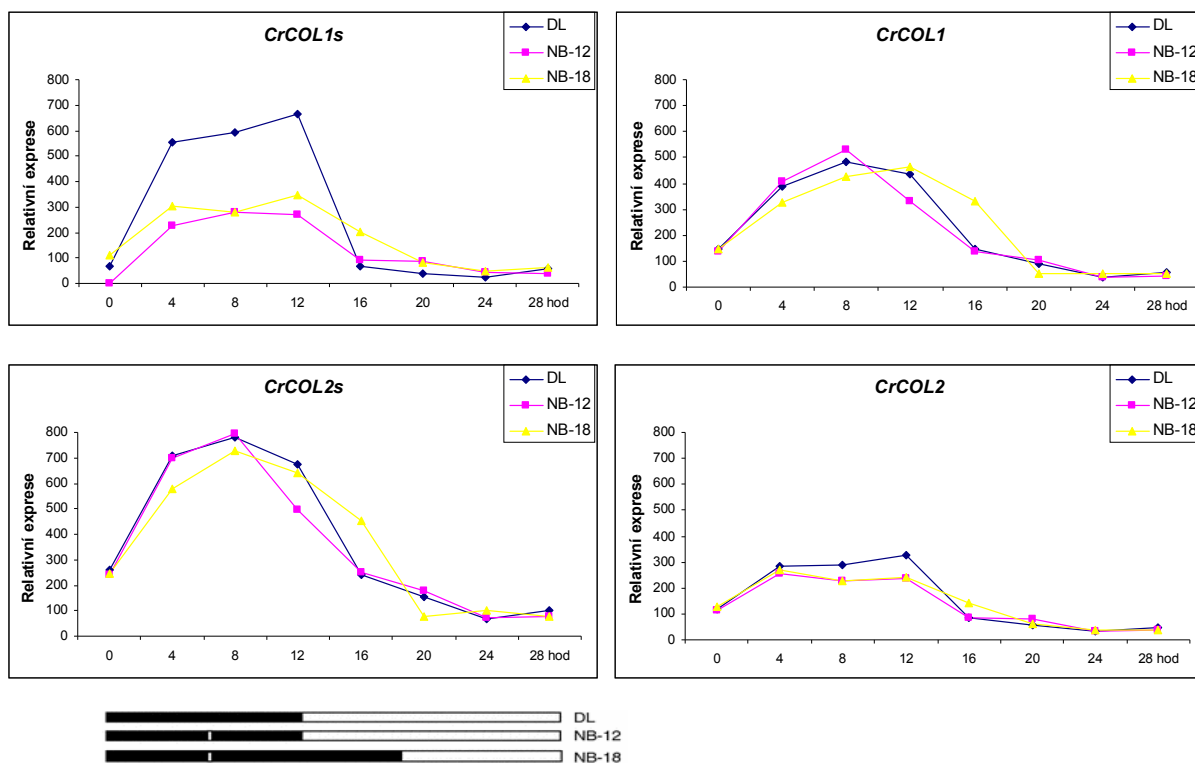 CrCOL1s
DL
NB-12
NB-18
Relativní exprese
800
700
600
500
400
300
200
100
0
0 4 8 12 16 20 24 28 hod
CrCOL1
DL
NB-12
NB-18
Relativní exprese
800
700
600
500
400
300
200
100
0
0 4 8 12 16 20 24 28 hod
CrCOL2s
DL
NB-12
NB-18
Relativní exprese
800
700
600
500
400
300
200
100
0
0 4 8 12 16 20 24 28 hod
CrCOL2
DL
NB-12
NB-18
Relativní exprese
800
700
600
500
400
300
200
100
0
0 4 8 12 16 20 24 28 hod
DL
NB-12
NB-18